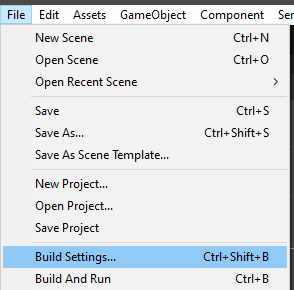 File Edit Assets GameObject Component
New Scene Ctrl+N
Open Scene Ctrl+O
Open Recent Scene
Save Ctrl+S
Save As... Ctrl+Shift+S
Save As Scene Template...
New Project...
Open Project...
Save Project
Build Settings... Ctrl+Shift+B
Build And Run Ctrl+B